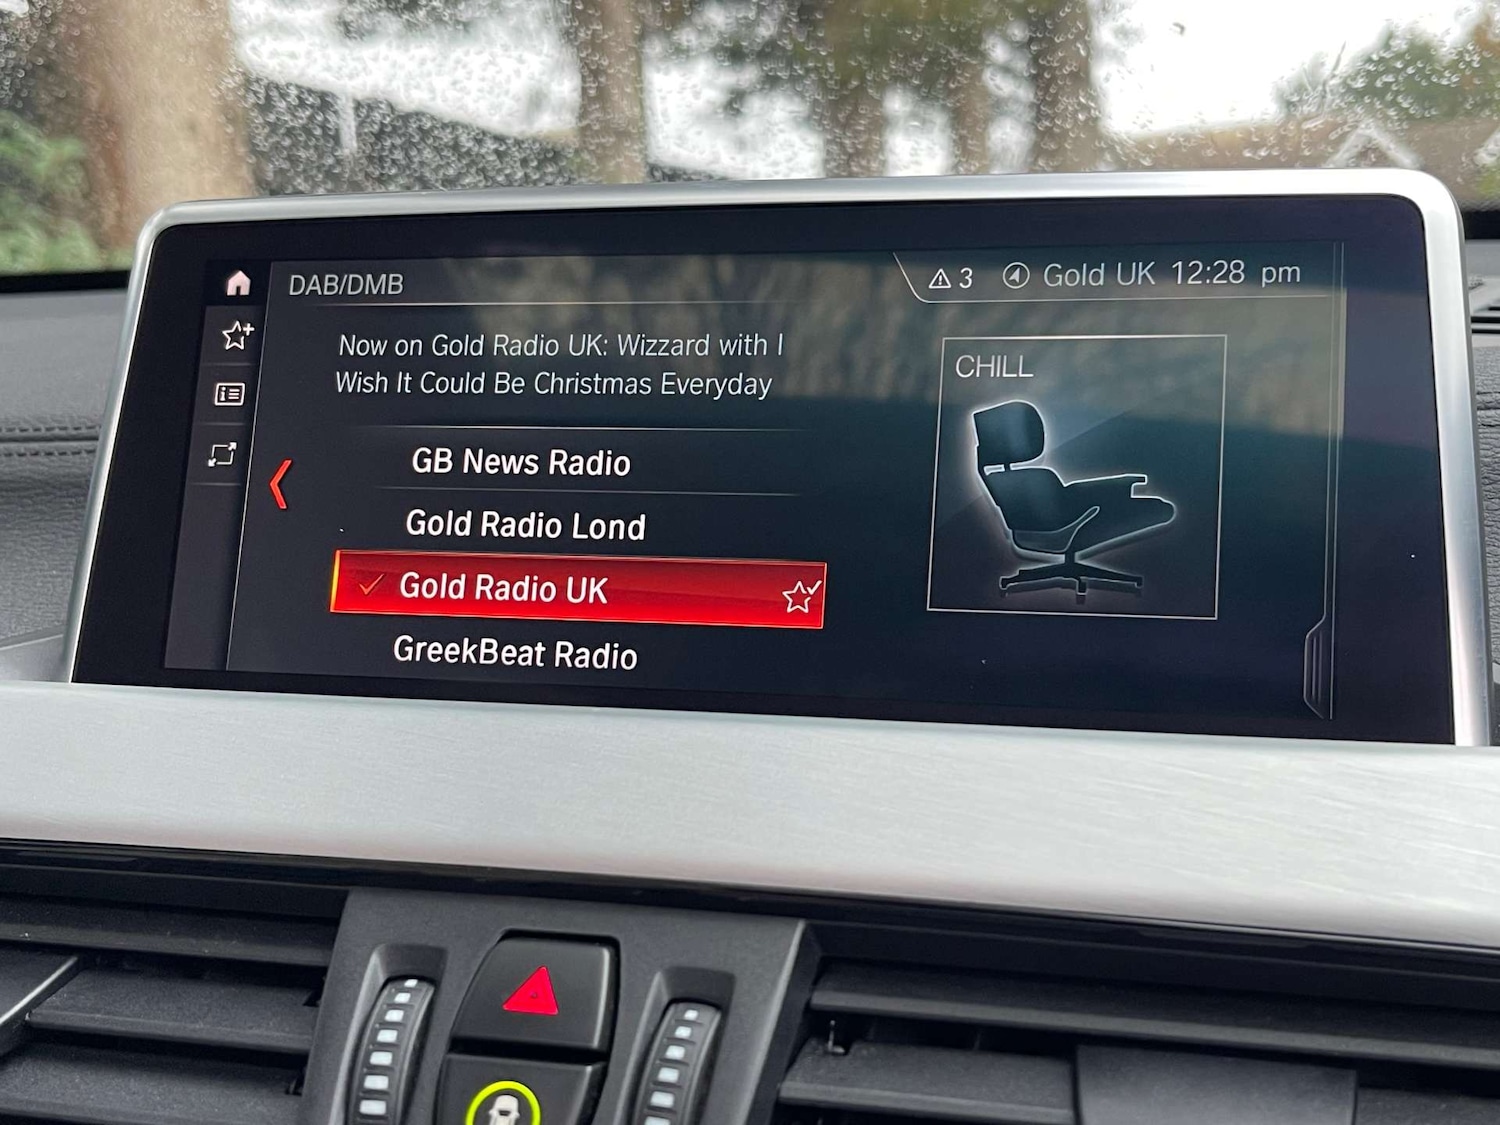 DAB/DMB
3 Gold UK 12:28 pm
Now on Gold Radio UK: Wizzard with I
Wish It Could Be Christmas Everyday
CHILL
GB News Radio
Gold Radio Lond
Gold Radio UK
GreekBeat Radio